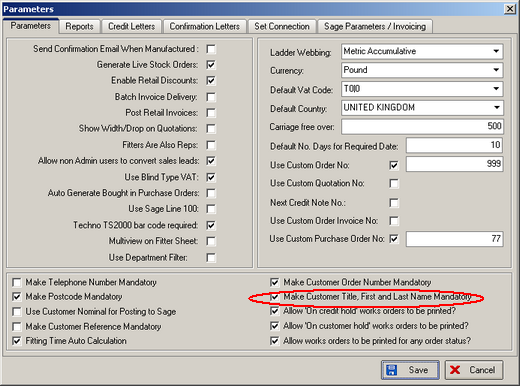 Parameters
Parameters Reports Credit Letters Confirmation Letters Set Connection Sage Parameters / Invoicing
Send Confirmation Email When Manufactured :
Generate Live Stock Orders:
Enable Retail Discounts:
Batch Invoice Delivery:
Post Retail Invoices:
Show Width/Drop on Quotations:
Fitters Are Also Reps:
Allow non Admin users to convert sales leads:
Use Blind Type VAT:
Auto Generate Bought in Purchase Orders:
Use Sage Line 100:
Techno TS2000 bar code required:
Multiview on Fitter Sheet:
Use Department Filter:
Ladder Webbing: Metric Accumulative
Currency: Pound
Default Vat Code: T0|0
Default Country: UNITED KINGDOM
Carriage free over: 500
Default No. Days for Required Date: 10
Use Custom Order No: 999
Use Custom Quotation No:
Next Credit Note No.:
Use Custom Order Invoice No:
Use Custom Purchase Order No: 77
Make Telephone Number Mandatory
Make Postcode Mandatory
Use Customer Nominal for Posting to Sage
Make Customer Reference Mandatory
Fitting Time Auto Calculation
Make Customer Order Number Mandatory
Make Customer Title, First and Last Name Mandatory
Allow 'On credit hold' works orders to be printed?
Allow 'On customer hold' works orders to be printed?
Allow works orders to be printed for any order status?
Save Cancel